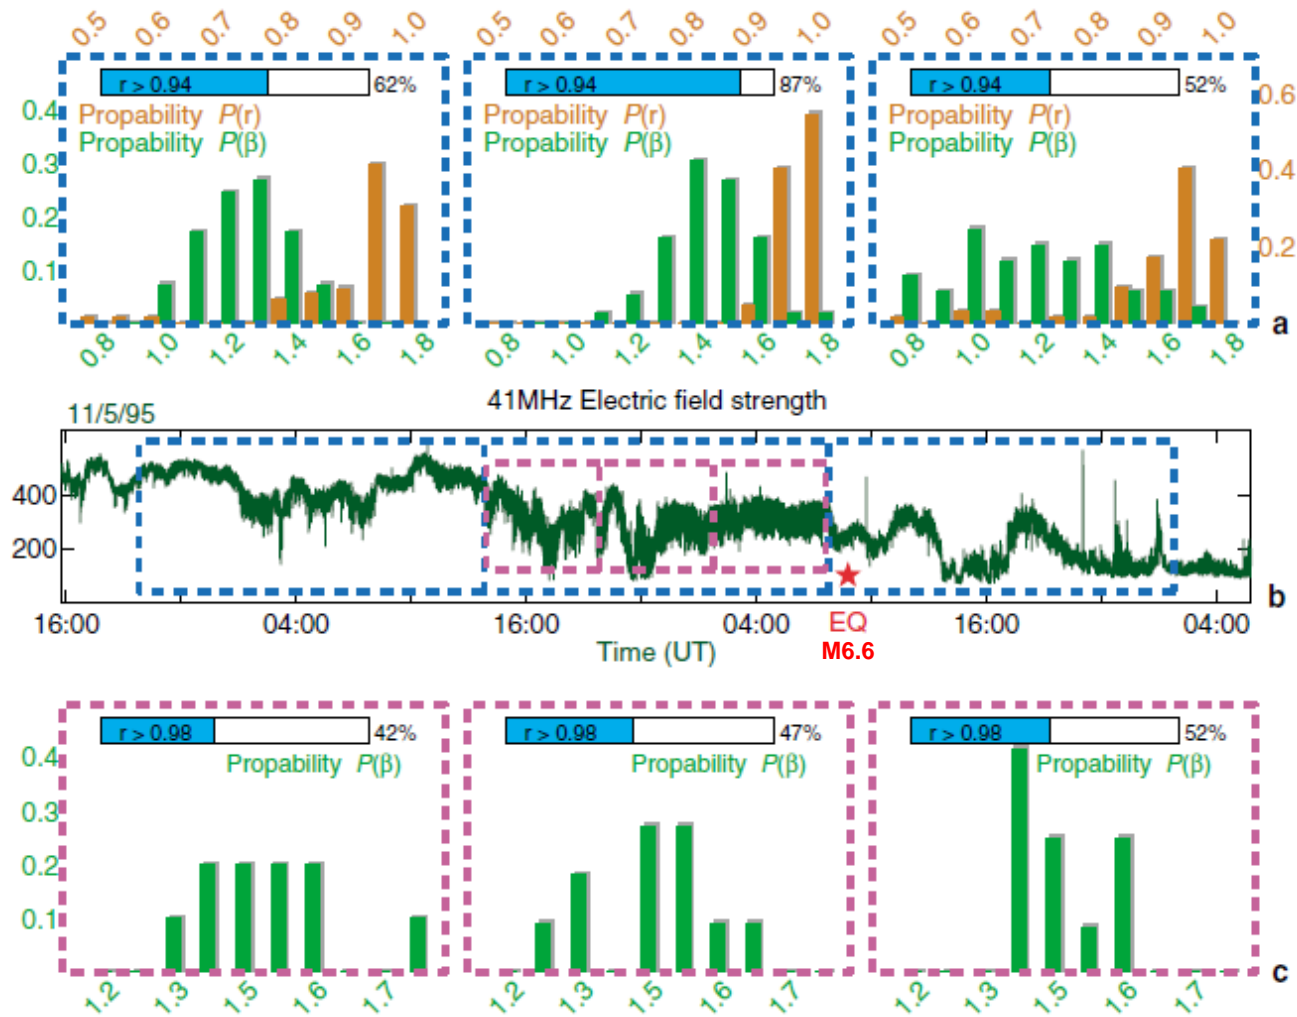 0.5 0.6 0.7 0.8 0.9 1.0 0.5 0.6 0.7 0.8 0.9 1.0 0.5 0.6 0.7 0.8 0.9 1.0
r > 0.94 62% r > 0.94 87% r > 0.94 52%
0.4 Propability P(r) Propability P(r) Propability P(r) 0.6
Propability P(β) Propability P(β) Propability P(β)
0.3 0.4
0.2 0.2
0.1
a
0.8 1.0 1.2 1.4 1.6 1.8 0.8 1.0 1.2 1.4 1.6 1.8 0.8 1.0 1.2 1.4 1.6 1.8
11/5/95 41MHz Electric field strength
400
200
b
16:00 04:00 16:00 04:00 EQ 16:00 04:00
Time (UT) M6.6
r > 0.98 42% r > 0.98 47% r > 0.98 52%
0.4 Propability P(β) Propability P(β) Propability P(β)
0.3
0.2
0.1
c
1.2 1.3 1.5 1.6 1.7 1.2 1.3 1.5 1.6 1.7 1.2 1.3 1.5 1.6 1.7